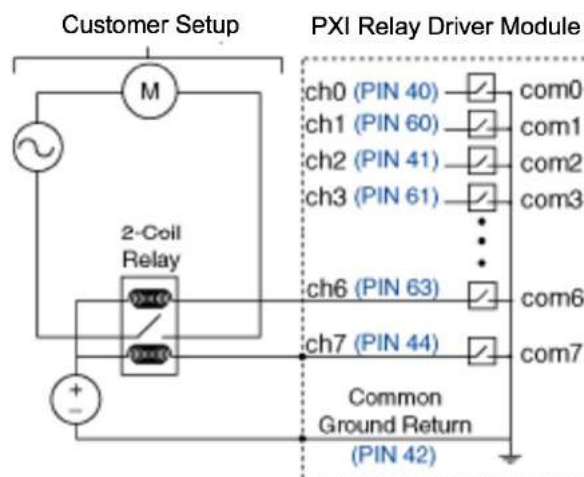 Customer Setup
PXI Relay Driver Module
M
ch0 (PIN 40)
com0
ch1 (PIN 60)
com1
ch2 (PIN 41)
com2
ch3 (PIN 61)
com3
2-Coil
Relay
ch6 (PIN 63)
com6
ch7 (PIN 44)
com7
+
−
Common
Ground Return
(PIN 42)